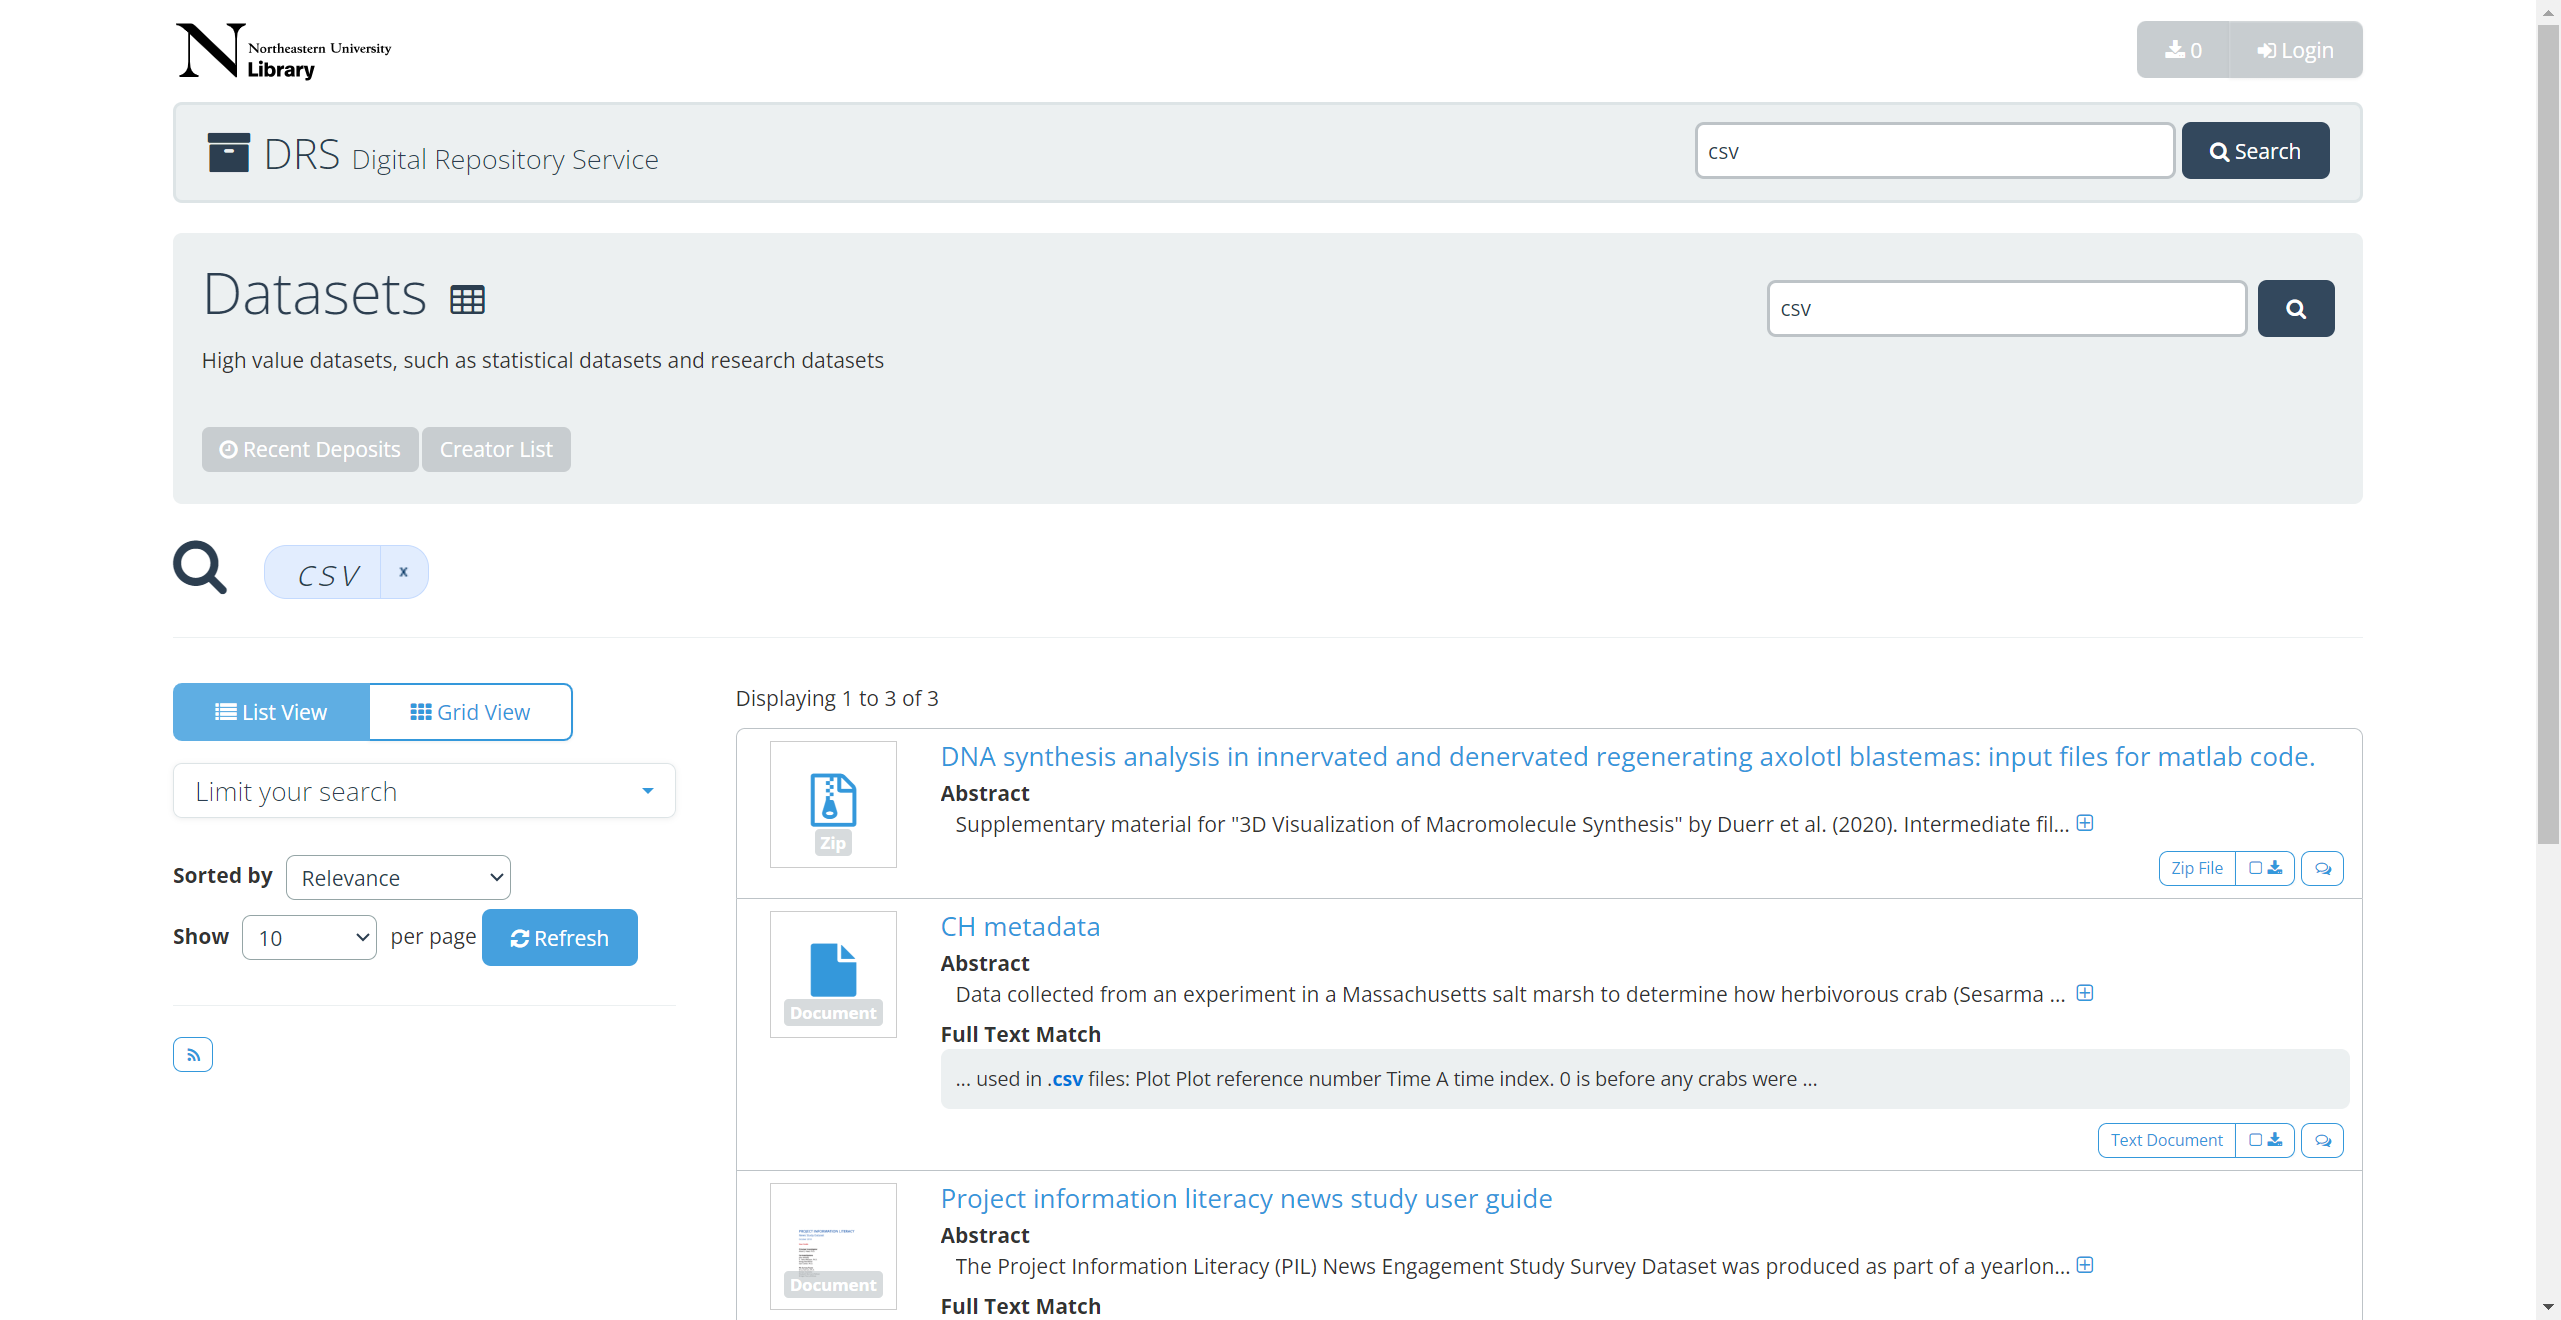 Northeastern University
Library
0
Login
DRS Digital Repository Service
csv
Search
Datasets
csv
High value datasets, such as statistical datasets and research datasets
Recent Deposits
Creator List
csv
x
List View
Grid View
Limit your search
Sorted by
Relevance
Show
10
per page
Refresh
Displaying 1 to 3 of 3
Zip
DNA synthesis analysis in innervated and denervated regenerating axolotl blastemas: input files for matlab code.
Abstract
Supplementary material for "3D Visualization of Macromolecule Synthesis" by Duerr et al. (2020). Intermediate fil...
Zip File
Document
CH metadata
Abstract
Data collected from an experiment in a Massachusetts salt marsh to determine how herbivorous crab (Sesarma ...
Full Text Match
... used in .csv files: Plot Plot reference number Time A time index. 0 is before any crabs were ...
Text Document
PROJECT INFORMATION LITERACY
Document
Project information literacy news study user guide
Abstract
The Project Information Literacy (PIL) News Engagement Study Survey Dataset was produced as part of a yearlon...
Full Text Match